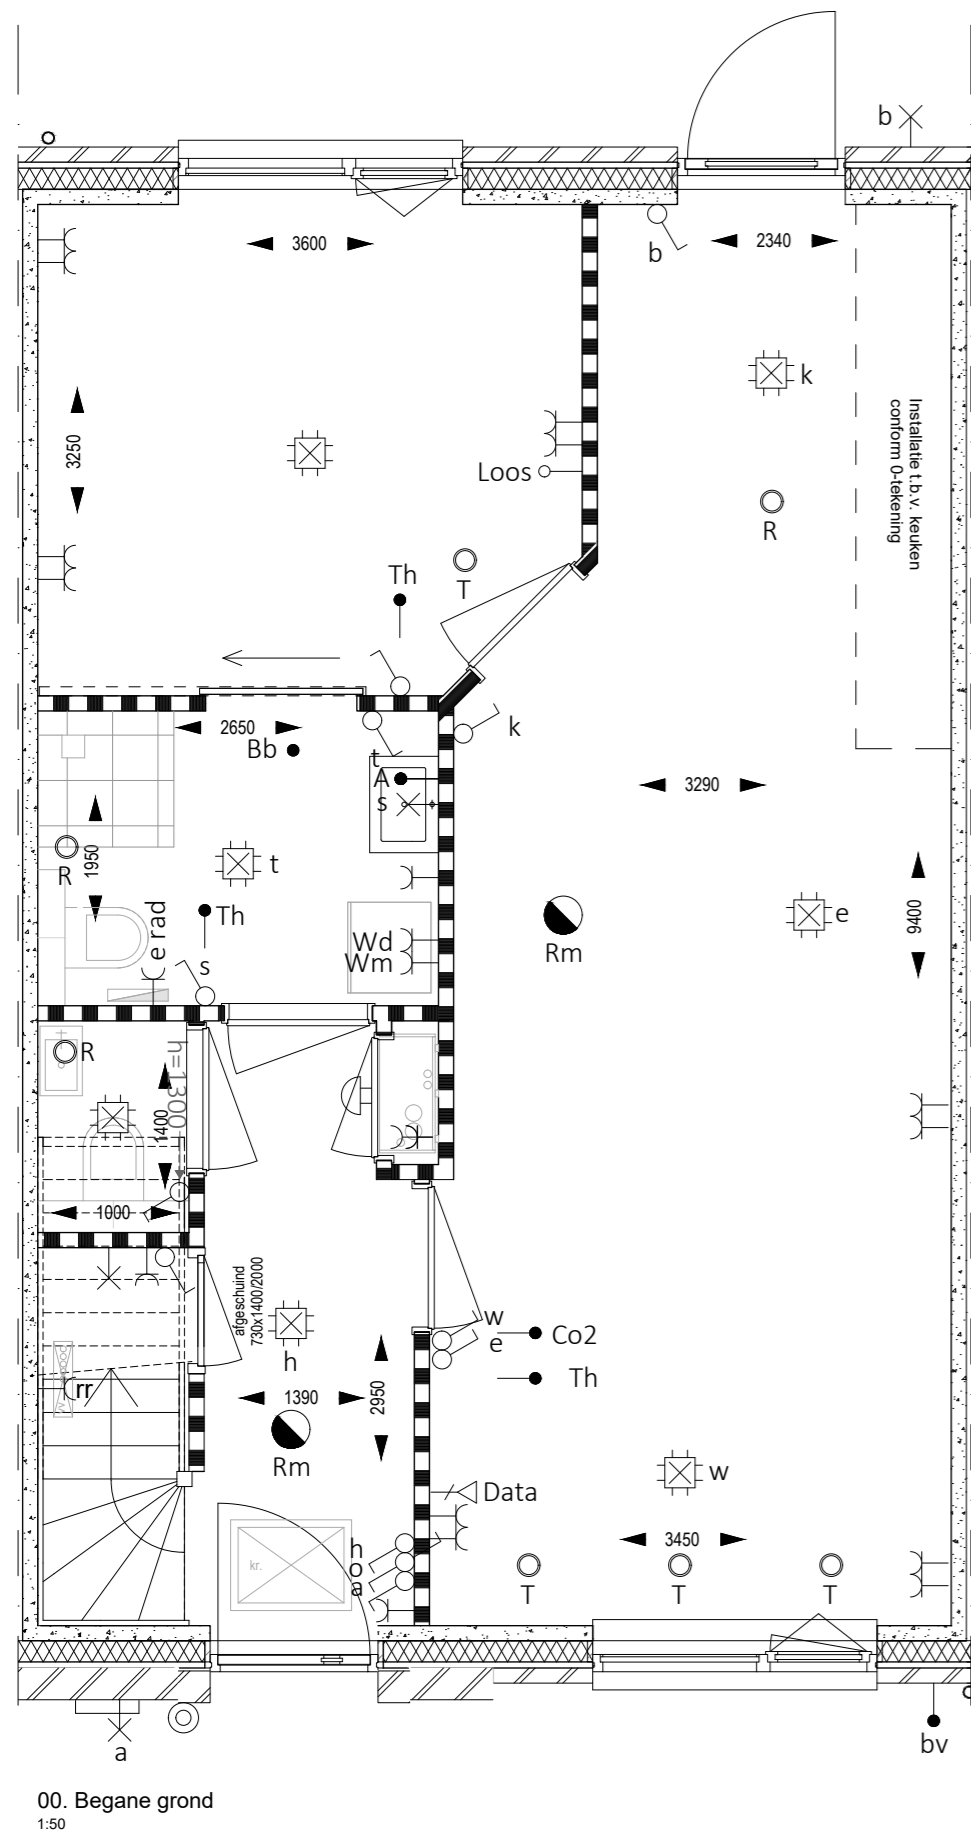 b
3600
b
2340
k
3250
Installatie t.b.v. keuken
conform 0-tekening
Loos
R
Th
T
2650
k
Bb
t
A
s
3290
R
1950
t
e rad
Th
Rm
e
9400
Wd
Wm
s
R
h=1300
1400
1000
afgeschuind
730x1400/2000
w
e
Co2
h
Th
rr
1390
2950
Rm
w
Data
3450
h
o
a
kr.
T
T
T
a
bv
00. Begane grond
1:50